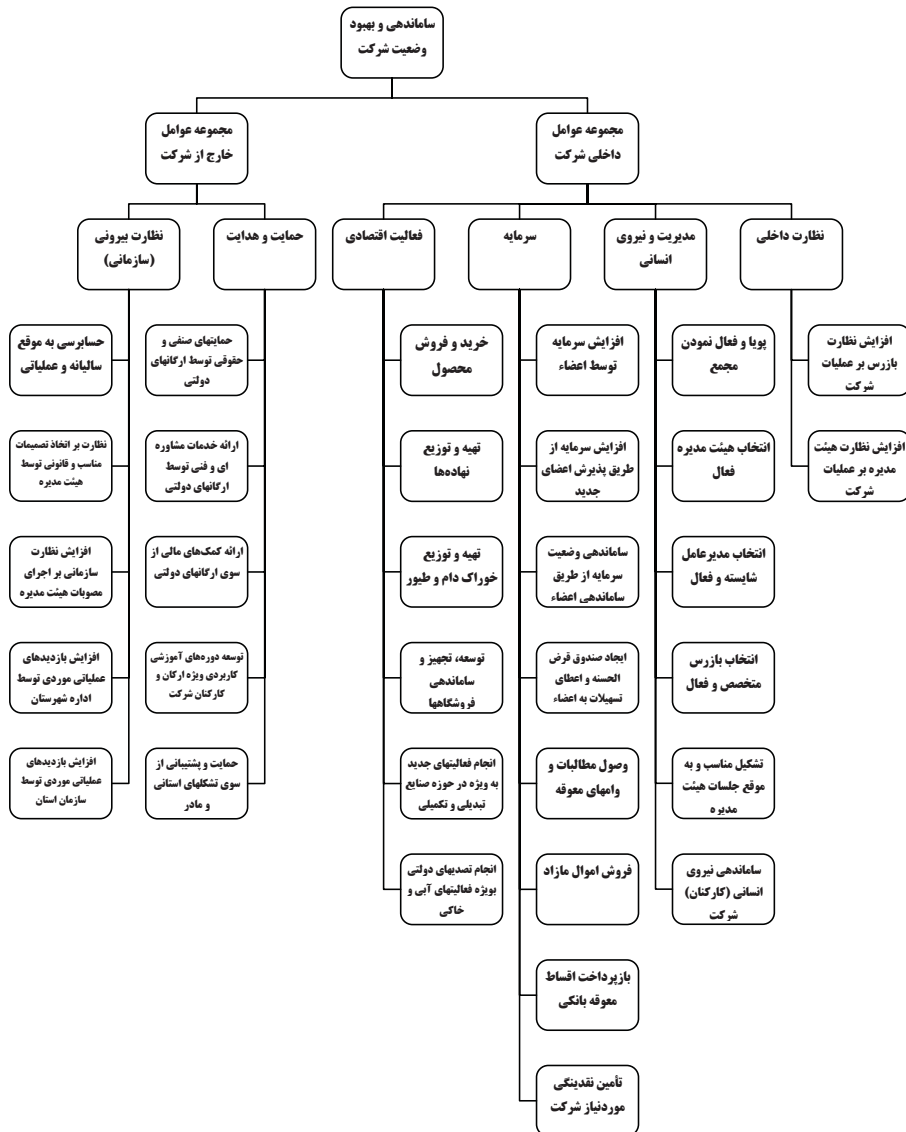 ساماندهی و بهبود
وضعیت شرکت
مجموعه عوامل
داخلی شرکت
مجموعه عوامل
خارج از شرکت
نظارت داخلی
مدیریت و نیروی
انسانی
سرمایه
فعالیت اقتصادی
حمایت و هدایت
نظارت بیرونی
(سازمانی)
افزایش نظارت
بازرس بر عملیات
شرکت
افزایش نظارت هیئت
مدیره بر عملیات
شرکت
پویا و فعال نمودن
مجمع
انتخاب هیئت مدیره
فعال
انتخاب مدیرعامل
شایسته و فعال
انتخاب بازرس
متخصص و فعال
تشکیل مناسب و به
موقع جلسات هیئت
مدیره
ساماندهی نیروی
انسانی (کارکنان)
شرکت
افزایش سرمایه
توسط اعضاء
افزایش سرمایه از
طریق پذیرش اعضای
جدید
ساماندهی وضعیت
سرمایه از طریق
ساماندهی اعضاء
ایجاد صندوق قرض
الحسنه و اعطای
تسهیلات به اعضاء
وصول مطالبات و
وامهای معوقه
فروش اموال مازاد
بازپرداخت اقساط
معوقه بانکی
تأمین نقدینگی
موردنیاز شرکت
خرید و فروش
محصول
تهیه و توزیع
نهاده‌ها
تهیه و توزیع
خوراک دام و طیور
توسعه، تجهیز و
ساماندهی
فروشگاهها
انجام فعالیتهای جدید
به ویژه در حوزه صنایع
تبدیلی و تکمیلی
انجام تصدیهای دولتی
بویژه فعالیتهای آبی و
خاکی
حمایتهای صنفی و
حقوقی توسط ارگانهای
دولتی
ارائه خدمات مشاوره
ای و فنی توسط
ارگانهای دولتی
ارائه کمک‌های مالی از
سوی ارگانهای دولتی
توسعه دوره‌های آموزشی
کاربردی ویژه ارکان و
کارکنان شرکت
حمایت و پشتیبانی از
سوی تشکلهای استانی
و مادر
حسابرسی به موقع
سالیانه و عملیاتی
نظارت بر اتخاذ تصمیمات
مناسب و قانونی توسط
هیئت مدیره
افزایش نظارت
سازمانی بر اجرای
مصوبات هیئت مدیره
افزایش بازدیدهای
عملیاتی موردی توسط
اداره شهرستان
افزایش بازدیدهای
عملیاتی موردی توسط
سازمان استان